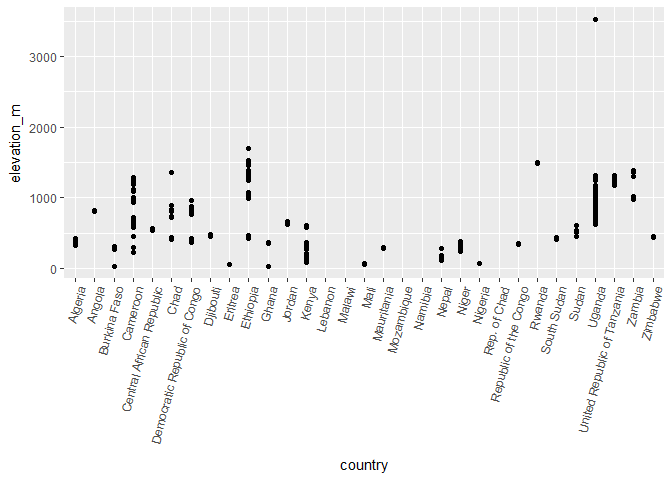 elevation_m
3000
2000
1000
0
Algeria
Angola
Burkina Faso
Cameroon
Central African Republic
Chad
Democratic Republic of Congo
Djibouti
Eritrea
Ethiopia
Ghana
Jordan
Kenya
Lebanon
Malawi
Mali
Mauritania
Mozambique
Namibia
Nepal
Niger
Nigeria
Rep. of Chad
Republic of the Congo
Rwanda
South Sudan
Sudan
Uganda
United Republic of Tanzania
Zambia
Zimbabwe
country